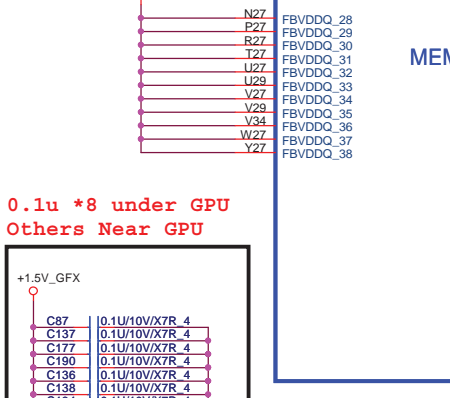 N27 FBVDDQ_28
P27 FBVDDQ_29
R27 FBVDDQ_30
T27 FBVDDQ_31
U27 FBVDDQ_32
U29 FBVDDQ_33
V27 FBVDDQ_34
V29 FBVDDQ_35
V34 FBVDDQ_36
W27 FBVDDQ_37
Y27 FBVDDQ_38
0.1u *8 under GPU
Others Near GPU
+1.5V_GFX
C87 0.1U/10V/X7R_4
C137 0.1U/10V/X7R_4
C177 0.1U/10V/X7R_4
C190 0.1U/10V/X7R_4
C136 0.1U/10V/X7R_4
C138 0.1U/10V/X7R_4